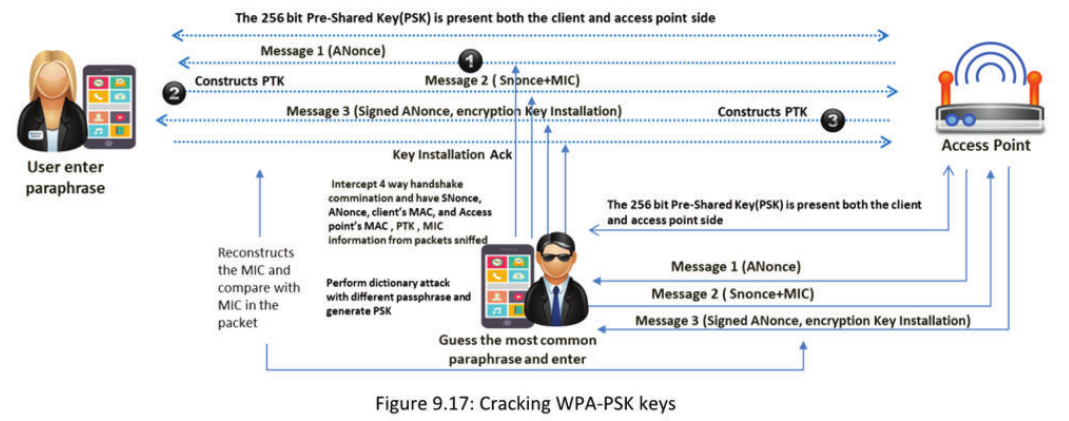 The 256 bit Pre-Shared Key(PSK) is present both the client and access point side
Message 1 (ANonce)
1
Constructs PTK
2
Message 2 ( Snonce+MIC)
Message 3 (Signed ANonce, encryption Key Installation)
Constructs PTK
3
Key Installation Ack
User enter
paraphrase
Access Point
Intercept 4 way handshake
commination and have SNonce,
ANonce, client's MAC, and Access
point's MAC , PTK , MIC
information from packets sniffed
The 256 bit Pre-Shared Key(PSK) is present both the client
and access point side
Reconstructs
the MIC and
compare with
MIC in the
packet
Perform dictionary attack
with different passphrase and
generate PSK
Message 1 (ANonce)
Message 2 ( Snonce+MIC)
Message 3 (Signed ANonce, encryption Key Installation)
Guess the most common
paraphrase and enter
Figure 9.17: Cracking WPA-PSK keys